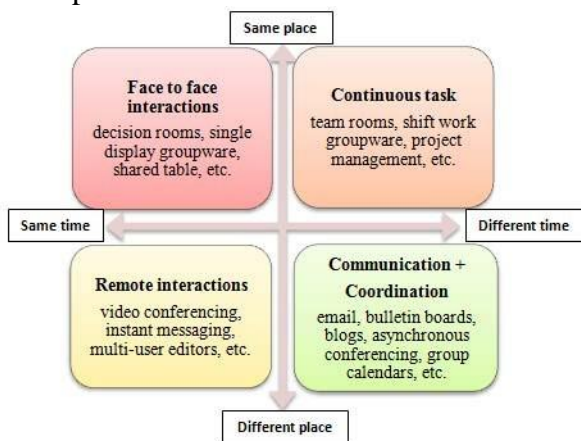 Same place
Face to face
interactions
decision rooms, single
display groupware,
shared table, etc.
Continuous task
team rooms, shift work
groupware, project
management, etc.
Same time
Different time
Remote interactions
video conferencing,
instant messaging,
multi-user editors, etc.
Communication +
Coordination
email, bulletin boards,
blogs, asynchronous
conferencing, group
calendars, etc.
Different place